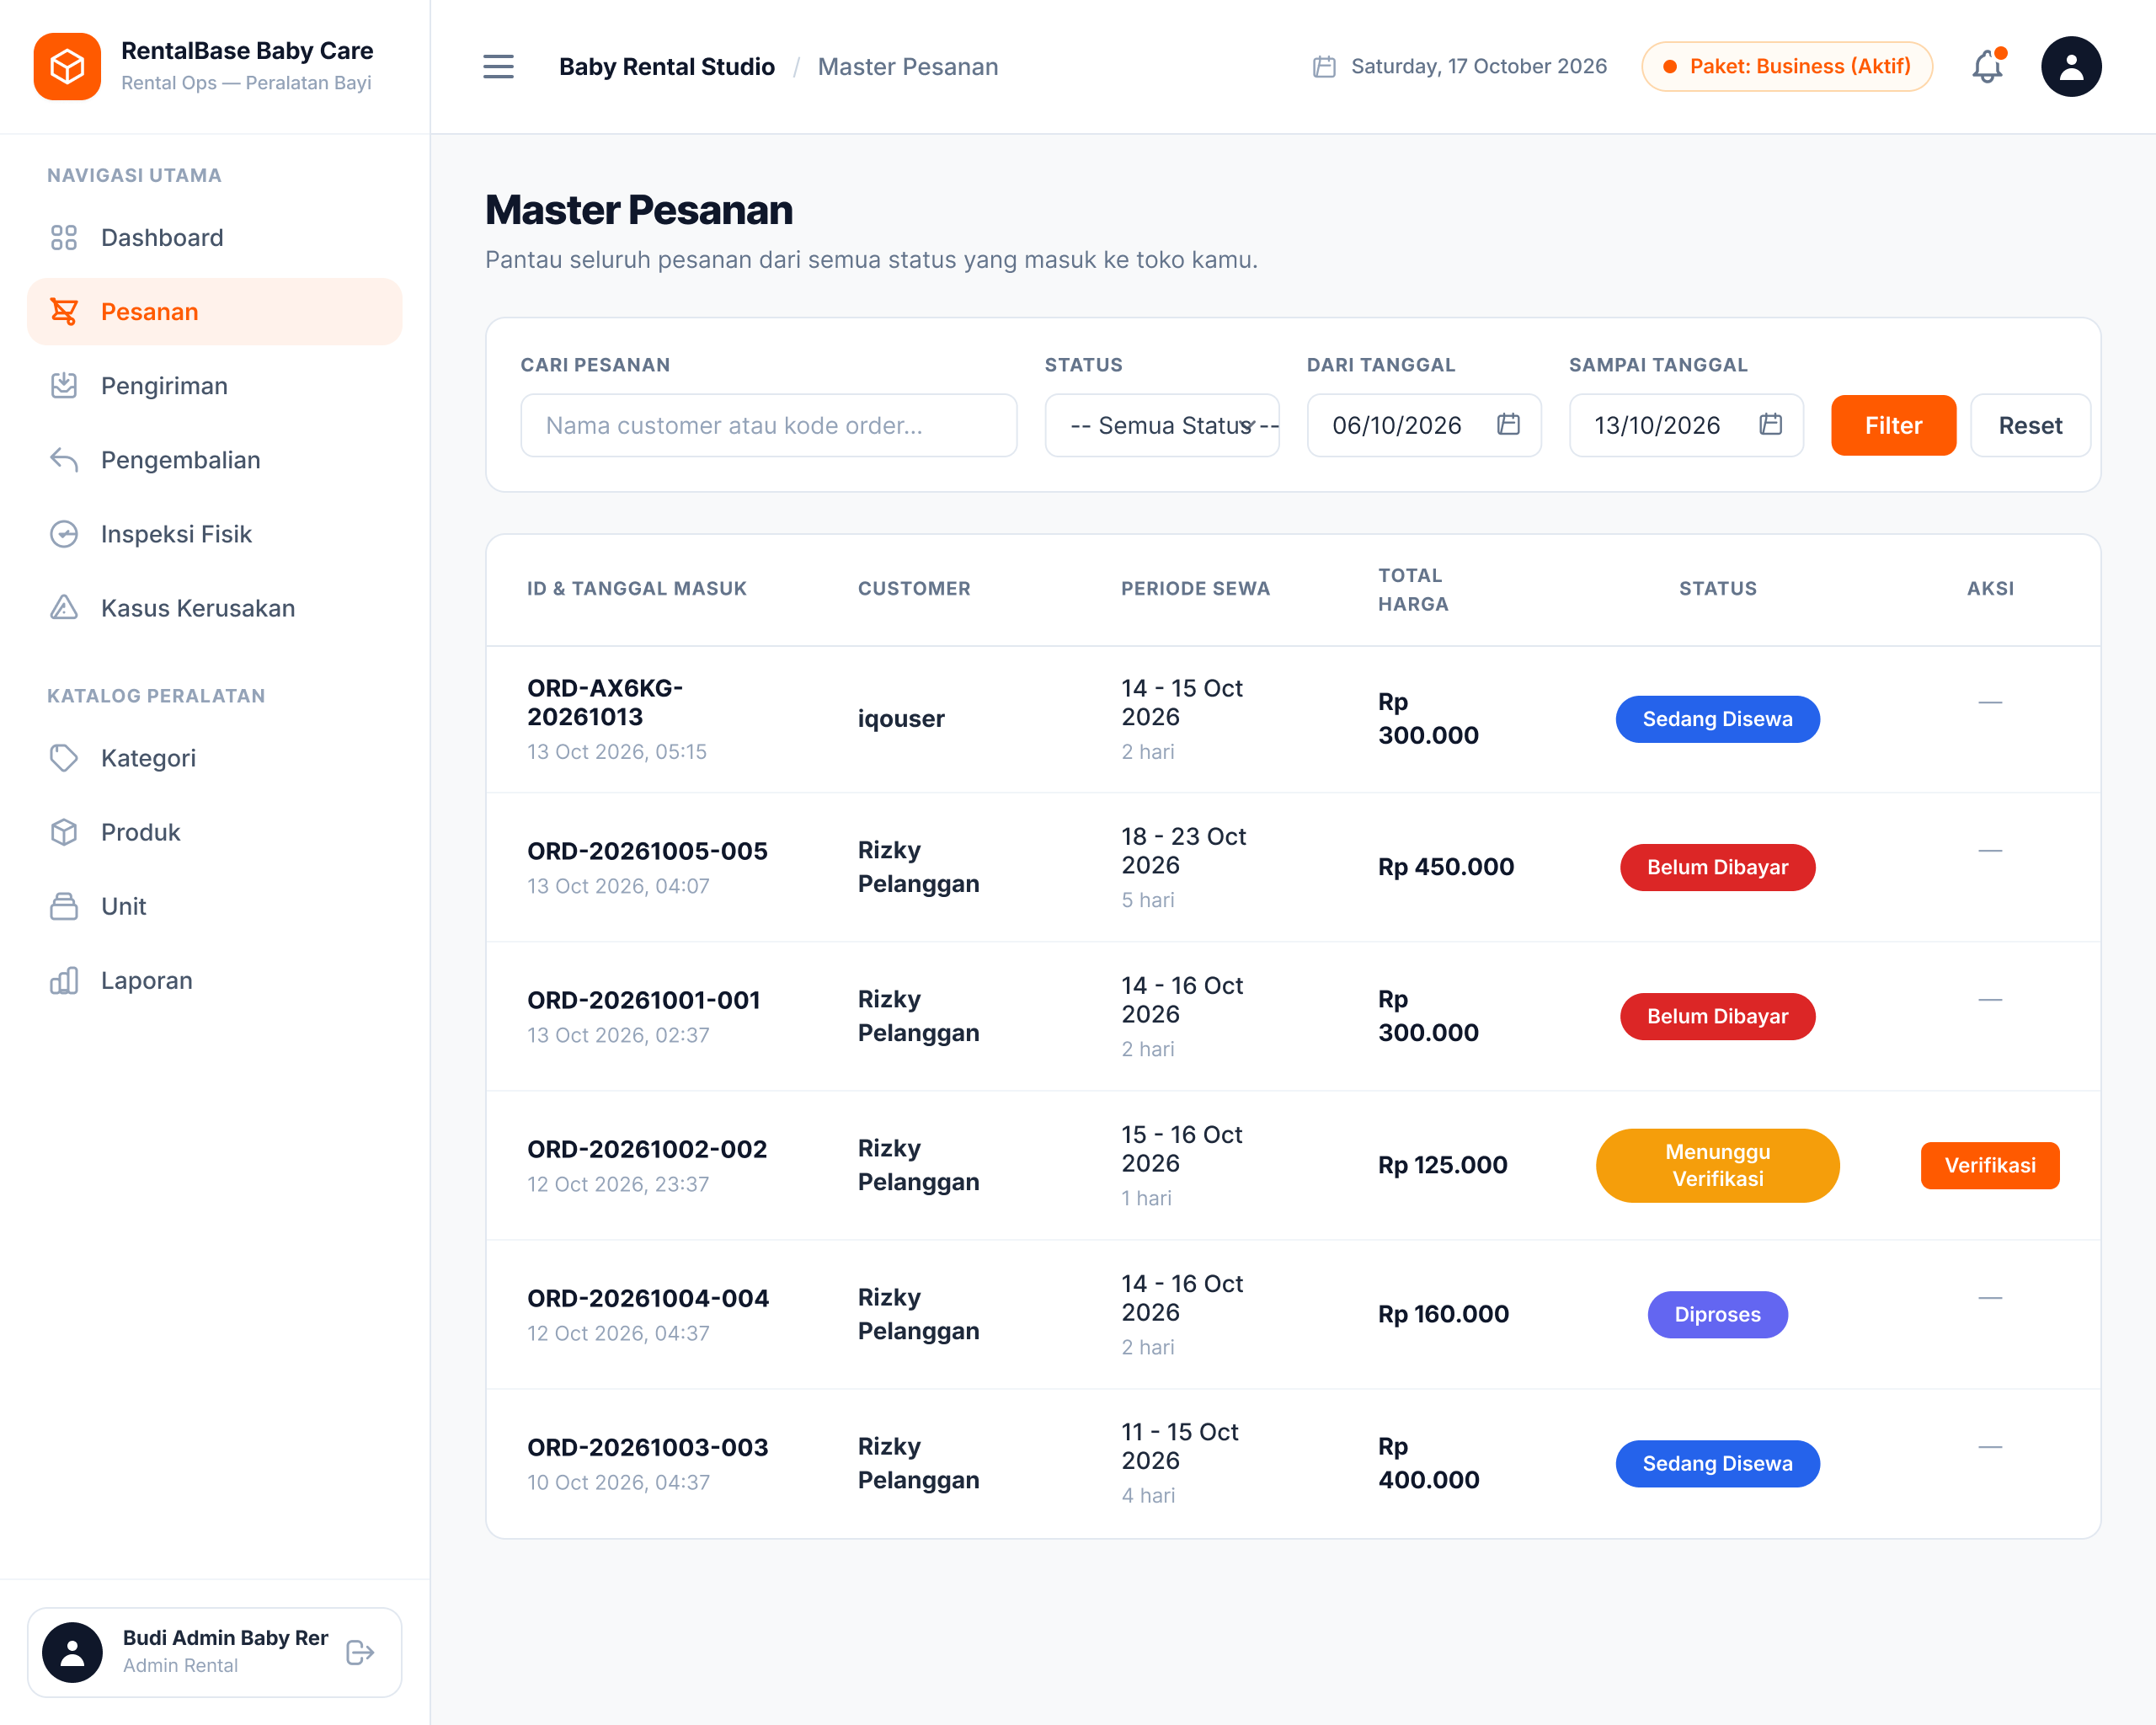 RentalBase Baby Care
Rental Ops — Peralatan Bayi
Baby Rental Studio / Master Pesanan
Saturday, 17 October 2026
Paket: Business (Aktif)
NAVIGASI UTAMA
Dashboard
Pesanan
Pengiriman
Pengembalian
Inspeksi Fisik
Kasus Kerusakan
KATALOG PERALATAN
Kategori
Produk
Unit
Laporan
Budi Admin Baby Rer
Admin Rental
Master Pesanan
Pantau seluruh pesanan dari semua status yang masuk ke toko kamu.
CARI PESANAN
Nama customer atau kode order...
STATUS
-- Semua Status --
DARI TANGGAL
06/10/2026
SAMPAI TANGGAL
13/10/2026
Filter
Reset
ID & TANGGAL MASUK
CUSTOMER
PERIODE SEWA
TOTAL
HARGA
STATUS
AKSI
ORD-AX6KG-
20261013
13 Oct 2026, 05:15
iqouser
14 - 15 Oct
2026
2 hari
Rp
300.000
Sedang Disewa
—
ORD-20261005-005
13 Oct 2026, 04:07
Rizky
Pelanggan
18 - 23 Oct
2026
5 hari
Rp 450.000
Belum Dibayar
—
ORD-20261001-001
13 Oct 2026, 02:37
Rizky
Pelanggan
14 - 16 Oct
2026
2 hari
Rp
300.000
Belum Dibayar
—
ORD-20261002-002
12 Oct 2026, 23:37
Rizky
Pelanggan
15 - 16 Oct
2026
1 hari
Rp 125.000
Menunggu
Verifikasi
Verifikasi
ORD-20261004-004
12 Oct 2026, 04:37
Rizky
Pelanggan
14 - 16 Oct
2026
2 hari
Rp 160.000
Diproses
—
ORD-20261003-003
10 Oct 2026, 04:37
Rizky
Pelanggan
11 - 15 Oct
2026
4 hari
Rp
400.000
Sedang Disewa
—